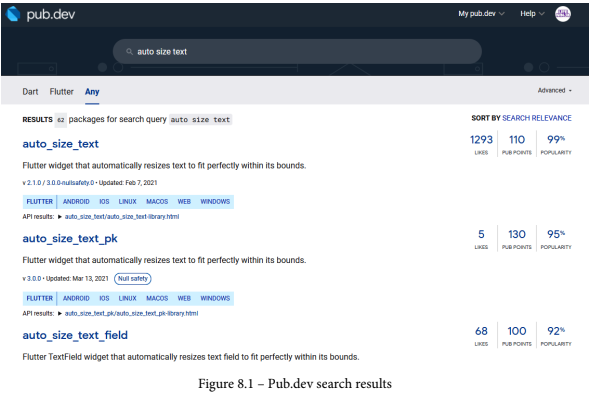 pub.dev
My pub.dev Help
auto size text
Dart Flutter Any
Advanced
RESULTS 62 packages for search query auto size text
SORT BY SEARCH RELEVANCE
auto_size_text
1293 110 99%
LIKES PUB POINTS POPULARITY
Flutter widget that automatically resizes text to fit perfectly within its bounds.
v 2.1.0 / 3.0.0-nullsafety.0 • Updated: Feb 7, 2021
FLUTTER ANDROID IOS LINUX MACOS WEB WINDOWS
API results: ▸ auto_size_text/auto_size_text-library.html
auto_size_text_pk
5 130 95%
LIKES PUB POINTS POPULARITY
Flutter widget that automatically resizes text to fit perfectly within its bounds.
v 3.0.0 • Updated: Mar 13, 2021 Null safety
FLUTTER ANDROID IOS LINUX MACOS WEB WINDOWS
API results: ▸ auto_size_text_pk/auto_size_text_pk-library.html
auto_size_text_field
68 100 92%
LIKES PUB POINTS POPULARITY
Flutter TextField widget that automatically resizes text field to fit perfectly within its bounds.
Figure 8.1 – Pub.dev search results